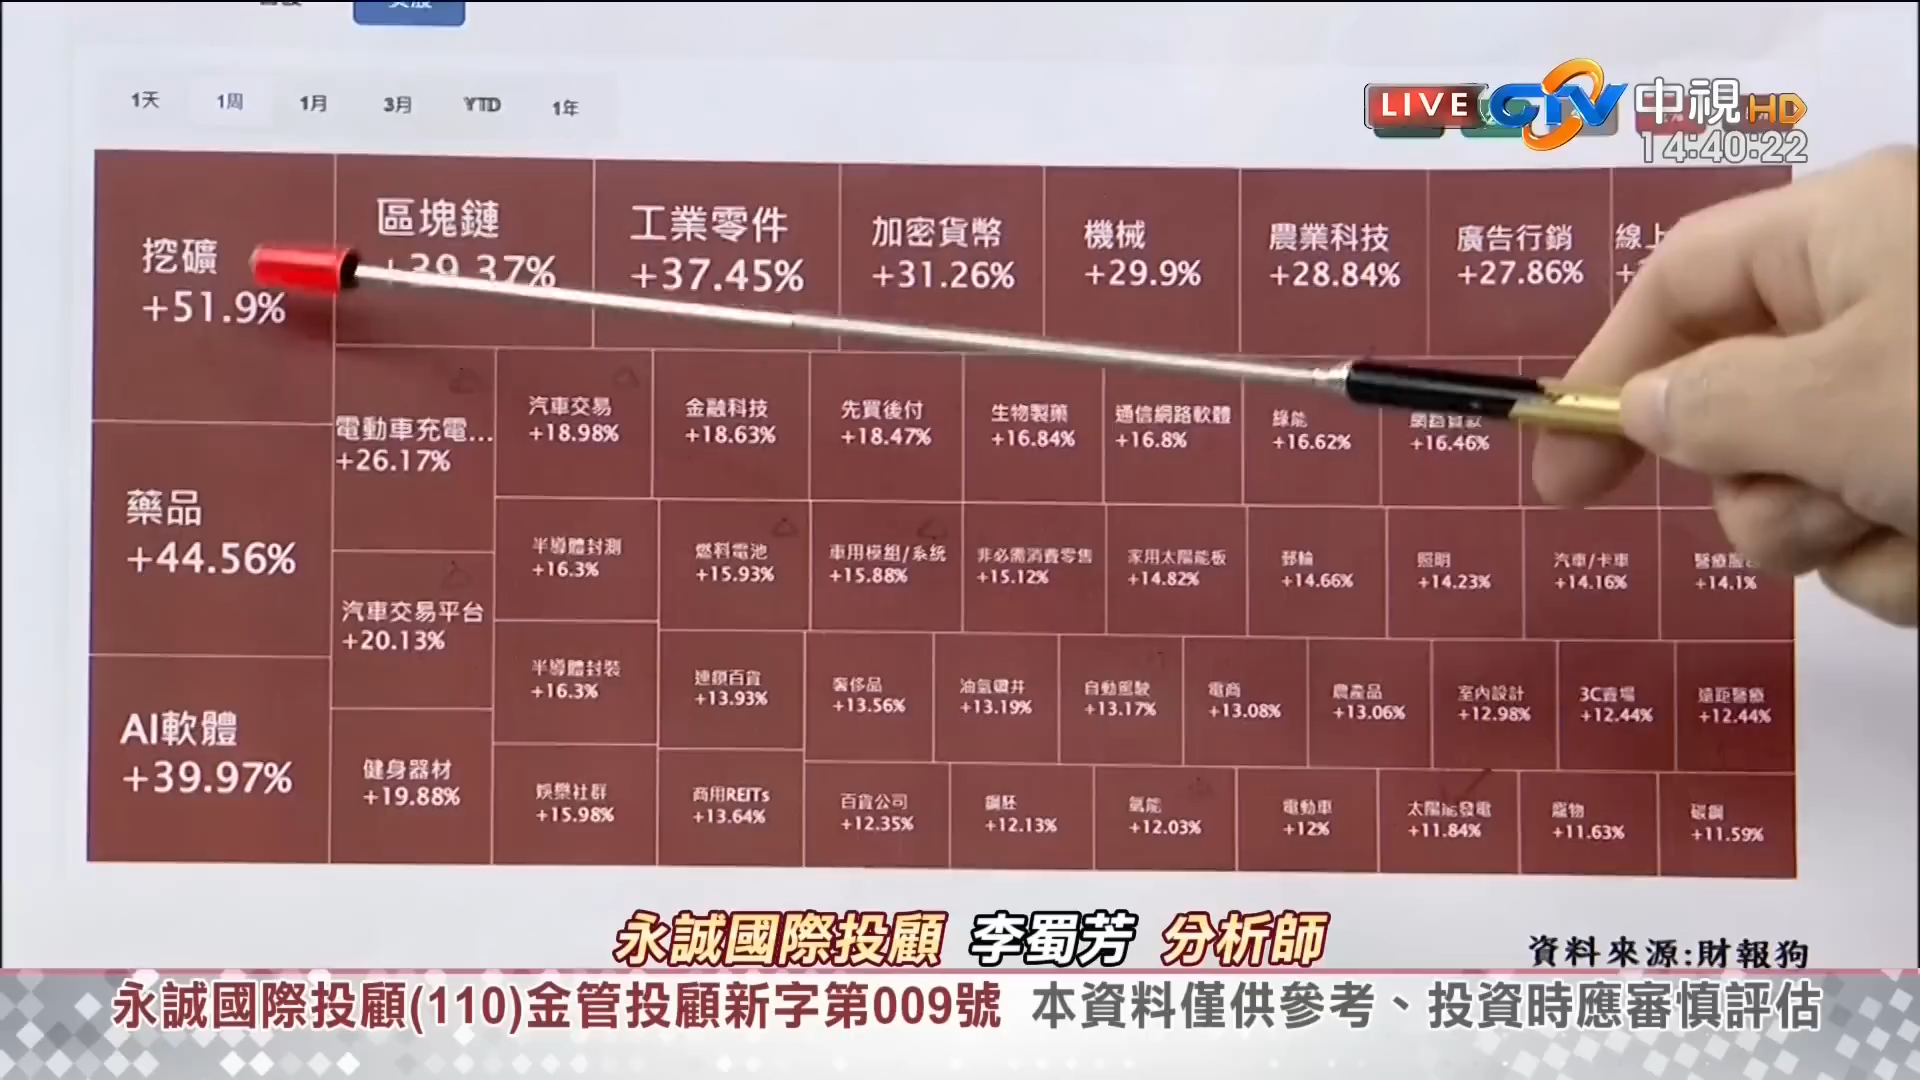 美股
1天 1周 1月 3月 YTD 1年
LIVE CTV 中視HD
14:40:22
挖礦
+51.9%
區塊鏈
+39.37%
工業零件
+37.45%
加密貨幣
+31.26%
機械
+29.9%
農業科技
+28.84%
廣告行銷
+27.86%
線上
電動車充電...
+26.17%
汽車交易
+18.98%
金融科技
+18.63%
先買後付
+18.47%
生物製藥
+16.84%
通信網路軟體
+16.8%
綠能
+16.62%
網路貸款
+16.46%
藥品
+44.56%
半導體封測
+16.3%
燃料電池
+15.93%
車用模組/系統
+15.88%
非必需消費零售
+15.12%
家用太陽能板
+14.82%
郵輪
+14.66%
照明
+14.23%
汽車/卡車
+14.16%
醫療服務
+14.1%
汽車交易平台
+20.13%
半導體封裝
+16.3%
連鎖百貨
+13.93%
奢侈品
+13.56%
油氣鑽井
+13.19%
自動駕駛
+13.17%
電商
+13.08%
農產品
+13.06%
室內設計
+12.98%
3C賣場
+12.44%
遠距醫療
+12.44%
AI軟體
+39.97%
健身器材
+19.88%
娛樂社群
+15.98%
商用REITs
+13.64%
百貨公司
+12.35%
鋼胚
+12.13%
氫能
+12.03%
電動車
+12%
太陽能發電
+11.84%
寵物
+11.63%
碳鋼
+11.59%
永誠國際投顧 李蜀芳 分析師
資料來源:財報狗
永誠國際投顧(110)金管投顧新字第009號 本資料僅供參考、投資時應審慎評估